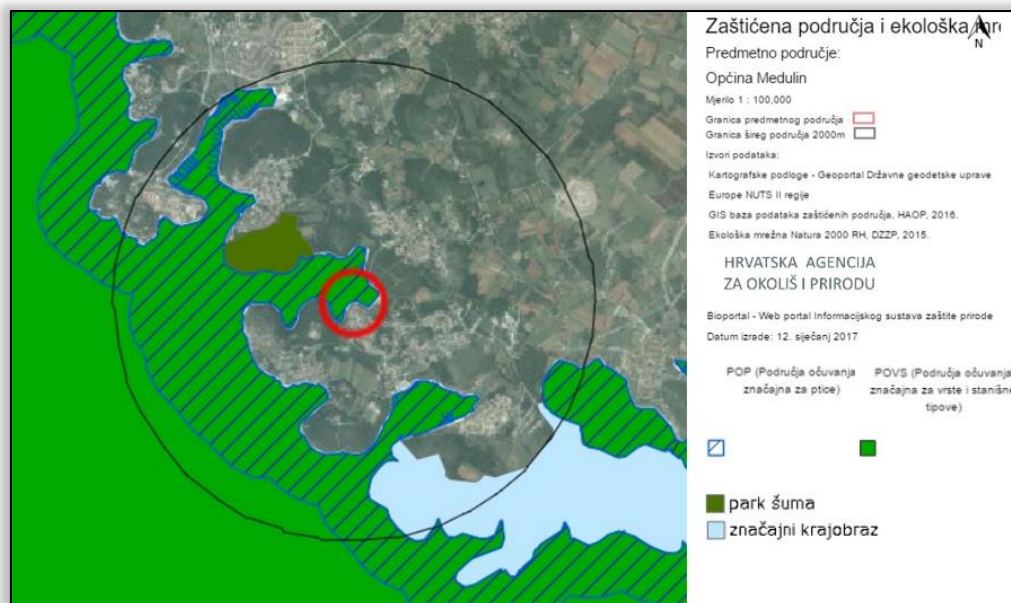 Zaštićena područja i ekološka mre
N
Predmetno područje:
Općina Medulin
Mjerilo 1 : 100,000
Granica predmetnog područja
Granica šireg područja 2000m
Izvori podataka:
Kartografske podloge - Geoportal Državne geodetske uprave
Europe NUTS II regije
GIS baza podataka zaštićenih područja, HAOP, 2016.
Ekološka mrežna Natura 2000 RH, DZZP, 2015.
HRVATSKA AGENCIJA
ZA OKOLIŠ I PRIRODU
Bioportal - Web portal Informacijskog sustava zaštite prirode
Datum izrade: 12. siječanj 2017
POP (Područja očuvanja
značajna za ptice)
POVS (Područja očuvanja
značajna za vrste i stanišne
tipove)
park šuma
značajni krajobraz